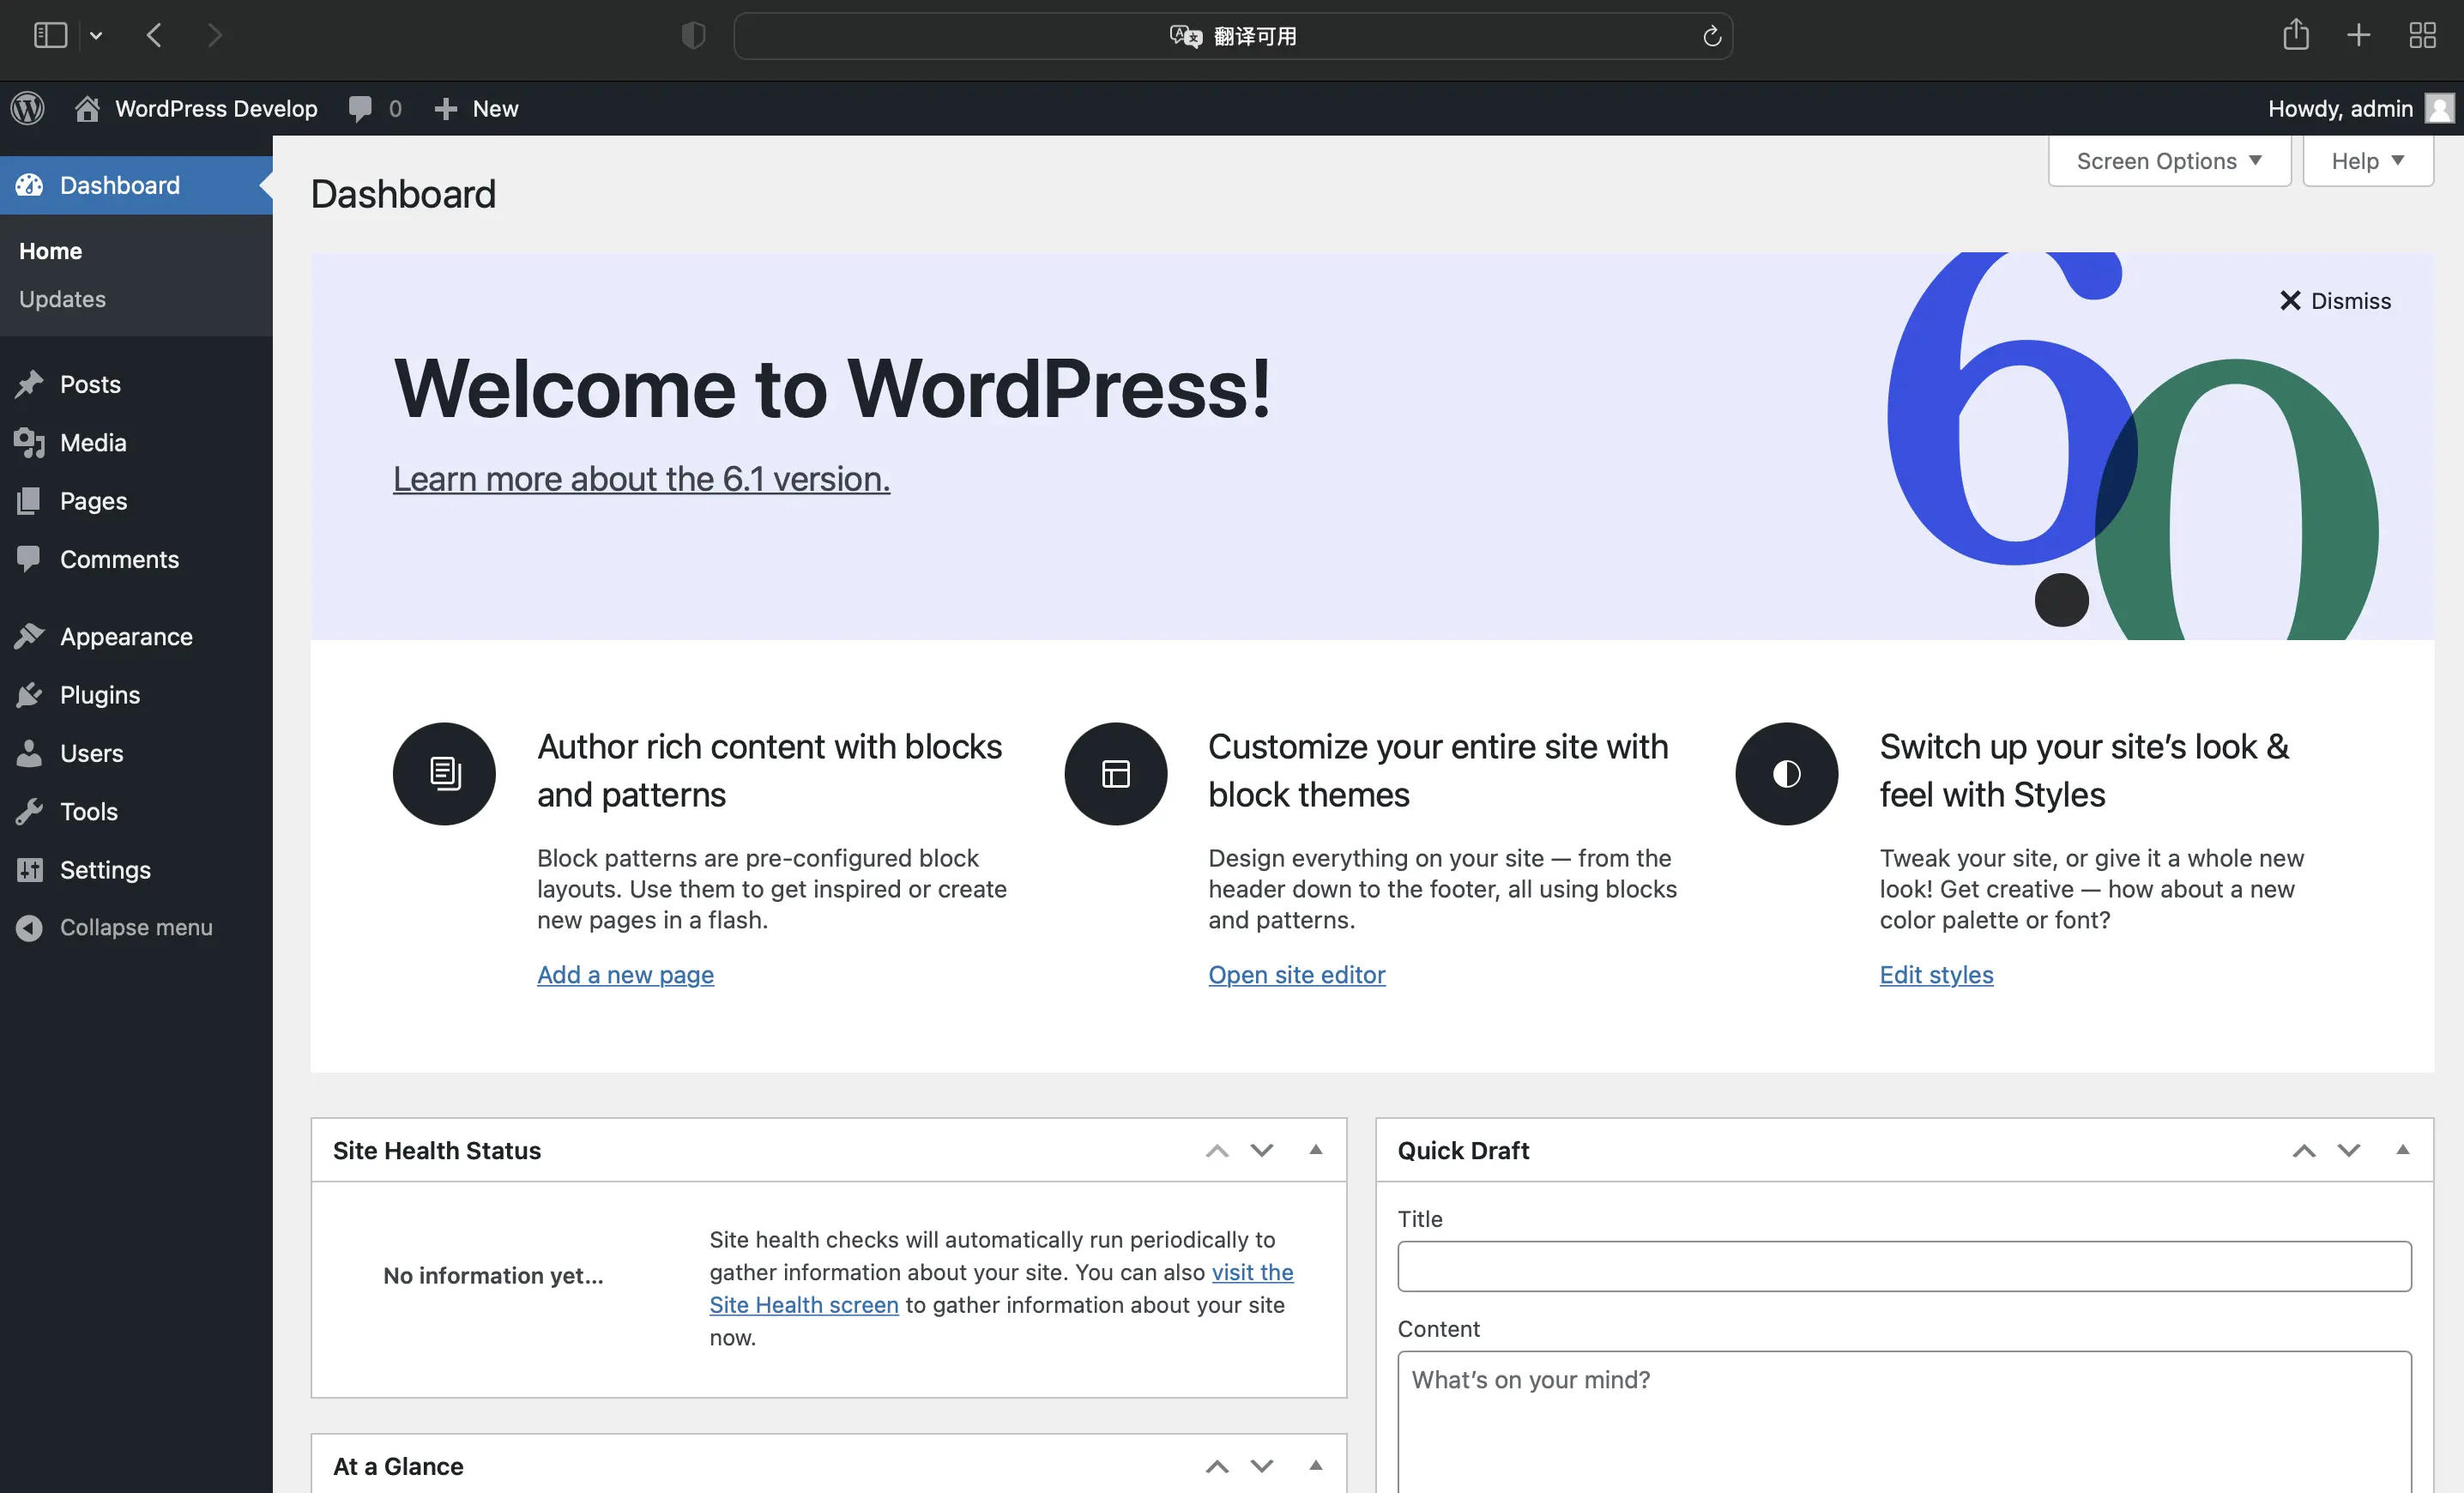 翻译可用
WordPress Develop 0 New
Howdy, admin
Screen Options
Help
Dashboard
Home
Updates
Posts
Media
Pages
Comments
Appearance
Plugins
Users
Tools
Settings
Collapse menu
Dashboard
Dismiss
Welcome to WordPress!
Learn more about the 6.1 version.
6.0
Author rich content with blocks
and patterns
Block patterns are pre-configured block
layouts. Use them to get inspired or create
new pages in a flash.
Add a new page
Customize your entire site with
block themes
Design everything on your site — from the
header down to the footer, all using blocks
and patterns.
Open site editor
Switch up your site’s look &
feel with Styles
Tweak your site, or give it a whole new
look! Get creative — how about a new
color palette or font?
Edit styles
Site Health Status
No information yet...
Site health checks will automatically run periodically to
gather information about your site. You can also visit the
Site Health screen to gather information about your site
now.
At a Glance
Quick Draft
Title
Content
What’s on your mind?